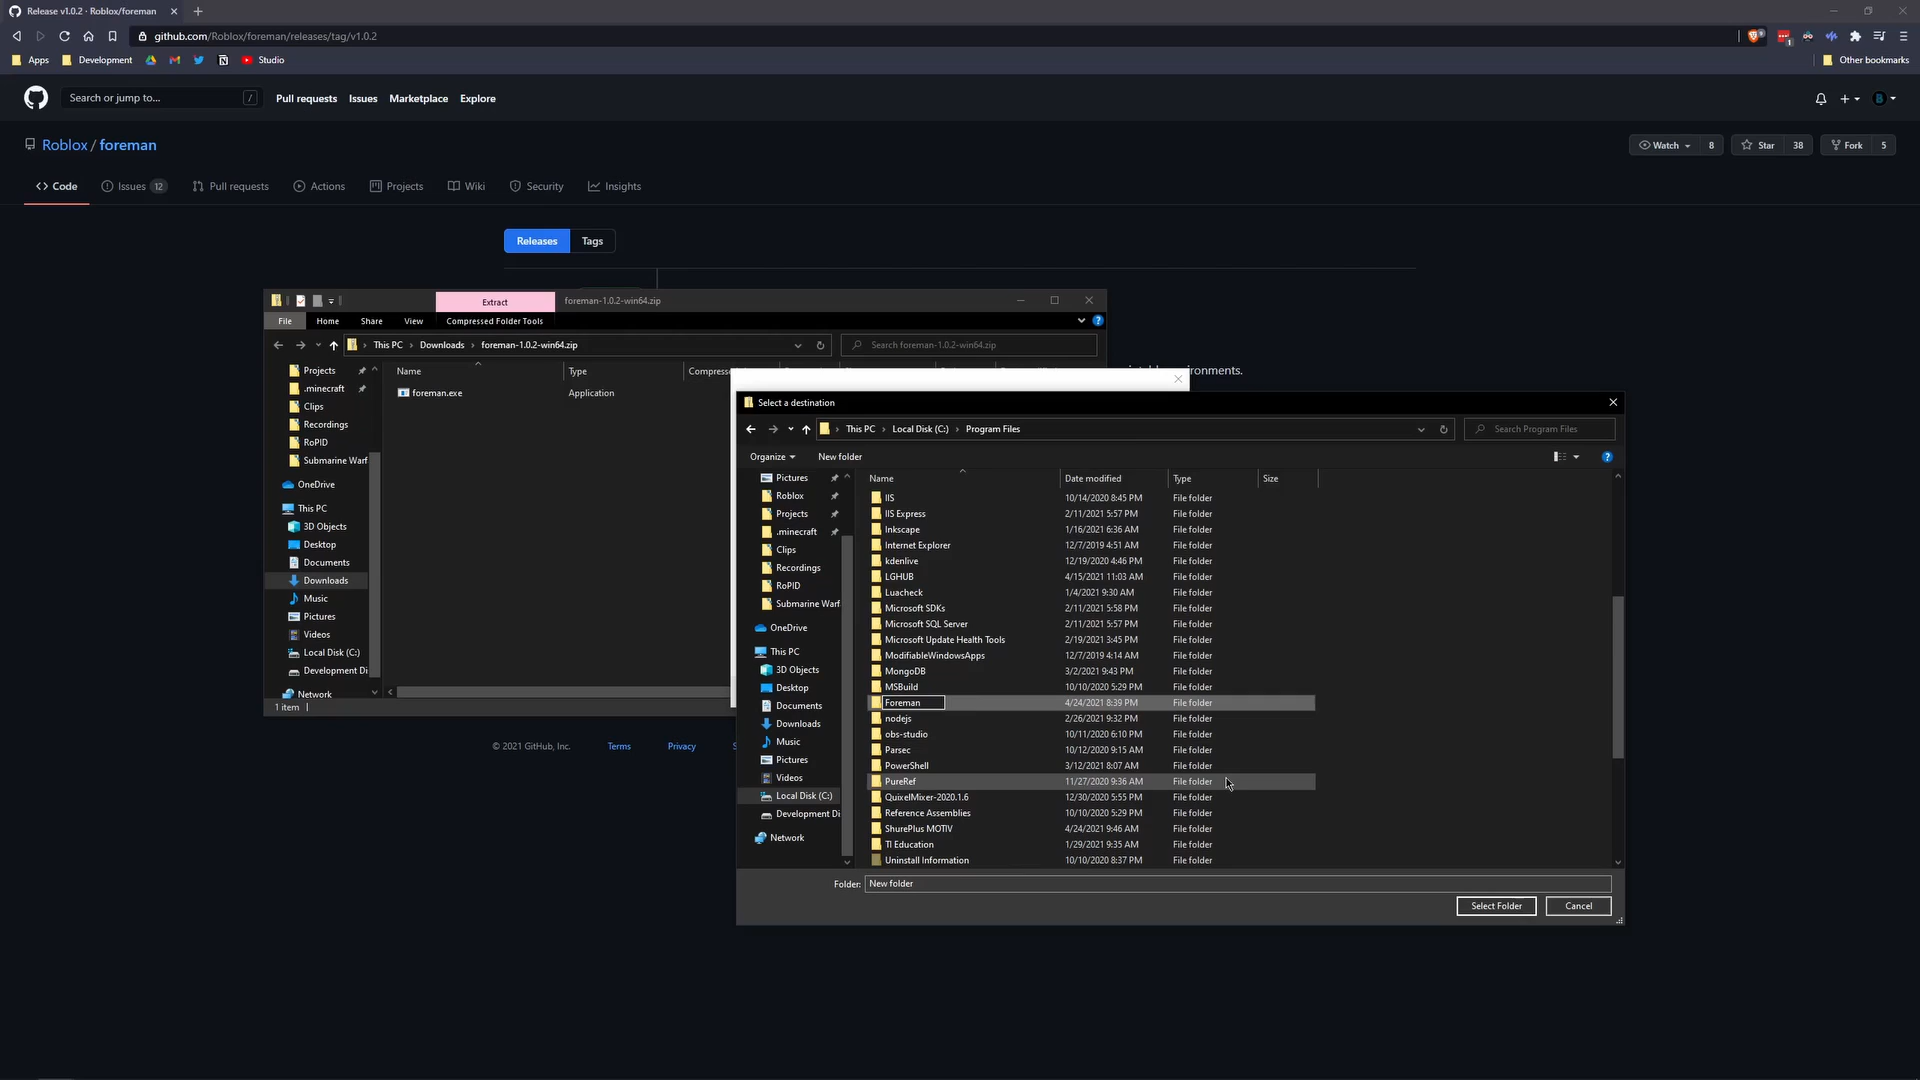 Release v1.0.2 · Roblox/foreman
github.com/Roblox/foreman/releases/tag/v1.0.2
Apps
Development
Studio
Other bookmarks
Search or jump to...
/
Pull requests
Issues
Marketplace
Explore
Roblox / foreman
Watch
8
Star
38
Fork
5
Code
Issues
12
Pull requests
Actions
Projects
Wiki
Security
Insights
Releases
Tags
Extract
foreman-1.0.2-win64.zip
File
Home
Share
View
Compressed Folder Tools
This PC
Downloads
foreman-1.0.2-win64.zip
Search foreman-1.0.2-win64.zip
Projects
.minecraft
Clips
Recordings
RoPID
Submarine Warf
OneDrive
This PC
3D Objects
Desktop
Documents
Downloads
Music
Pictures
Videos
Local Disk (C:)
Development Di
Network
Name
Type
Compress
foreman.exe
Application
1 item
ronments.
Select a destination
This PC
Local Disk (C:)
Program Files
Search Program Files
Organize
New folder
Pictures
Roblox
Projects
.minecraft
Clips
Recordings
RoPID
Submarine Warf
OneDrive
This PC
3D Objects
Desktop
Documents
Downloads
Music
Pictures
Videos
Local Disk (C:)
Development Di
Network
Name Date modified Type Size
IIS 10/14/2020 8:45 PM File folder
IIS Express 2/11/2021 5:57 PM File folder
Inkscape 1/16/2021 6:36 AM File folder
Internet Explorer 12/7/2019 4:51 AM File folder
kdenlive 12/19/2020 4:46 PM File folder
LGHUB 4/15/2021 11:03 AM File folder
Luacheck 1/4/2021 9:30 AM File folder
Microsoft SDKs 2/11/2021 5:58 PM File folder
Microsoft SQL Server 2/11/2021 5:57 PM File folder
Microsoft Update Health Tools 2/19/2021 3:45 PM File folder
ModifiableWindowsApps 12/7/2019 4:14 AM File folder
MongoDB 3/2/2021 9:43 PM File folder
MSBuild 10/10/2020 5:29 PM File folder
Foreman 4/24/2021 8:39 PM File folder
nodejs 2/26/2021 9:32 PM File folder
obs-studio 10/11/2020 6:10 PM File folder
Parsec 10/12/2020 9:15 AM File folder
PowerShell 3/12/2021 8:07 AM File folder
PureRef 11/27/2020 9:36 AM File folder
QuixelMixer-2020.1.6 12/30/2020 5:55 PM File folder
Reference Assemblies 10/10/2020 5:29 PM File folder
ShurePlus MOTIV 4/24/2021 9:46 AM File folder
TI Education 1/29/2021 9:35 AM File folder
Uninstall Information 10/10/2020 8:37 PM File folder
Folder: New folder
Select Folder
Cancel
© 2021 GitHub, Inc.
Terms
Privacy